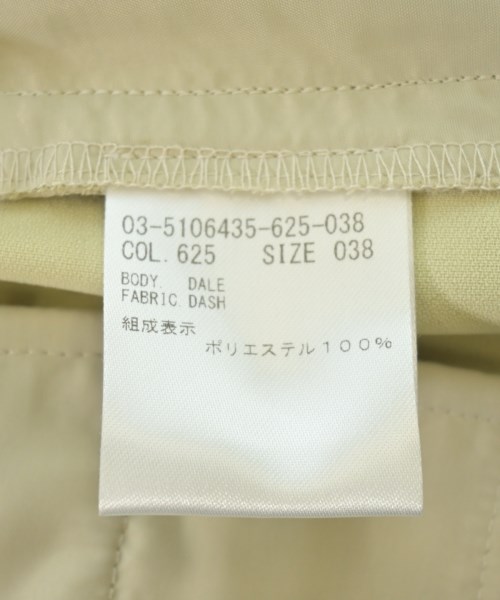 03-5106435-625-038
COL. 625 SIZE 038
BODY. DALE
FABRIC. DASH
組成表示
ポリエステル100%